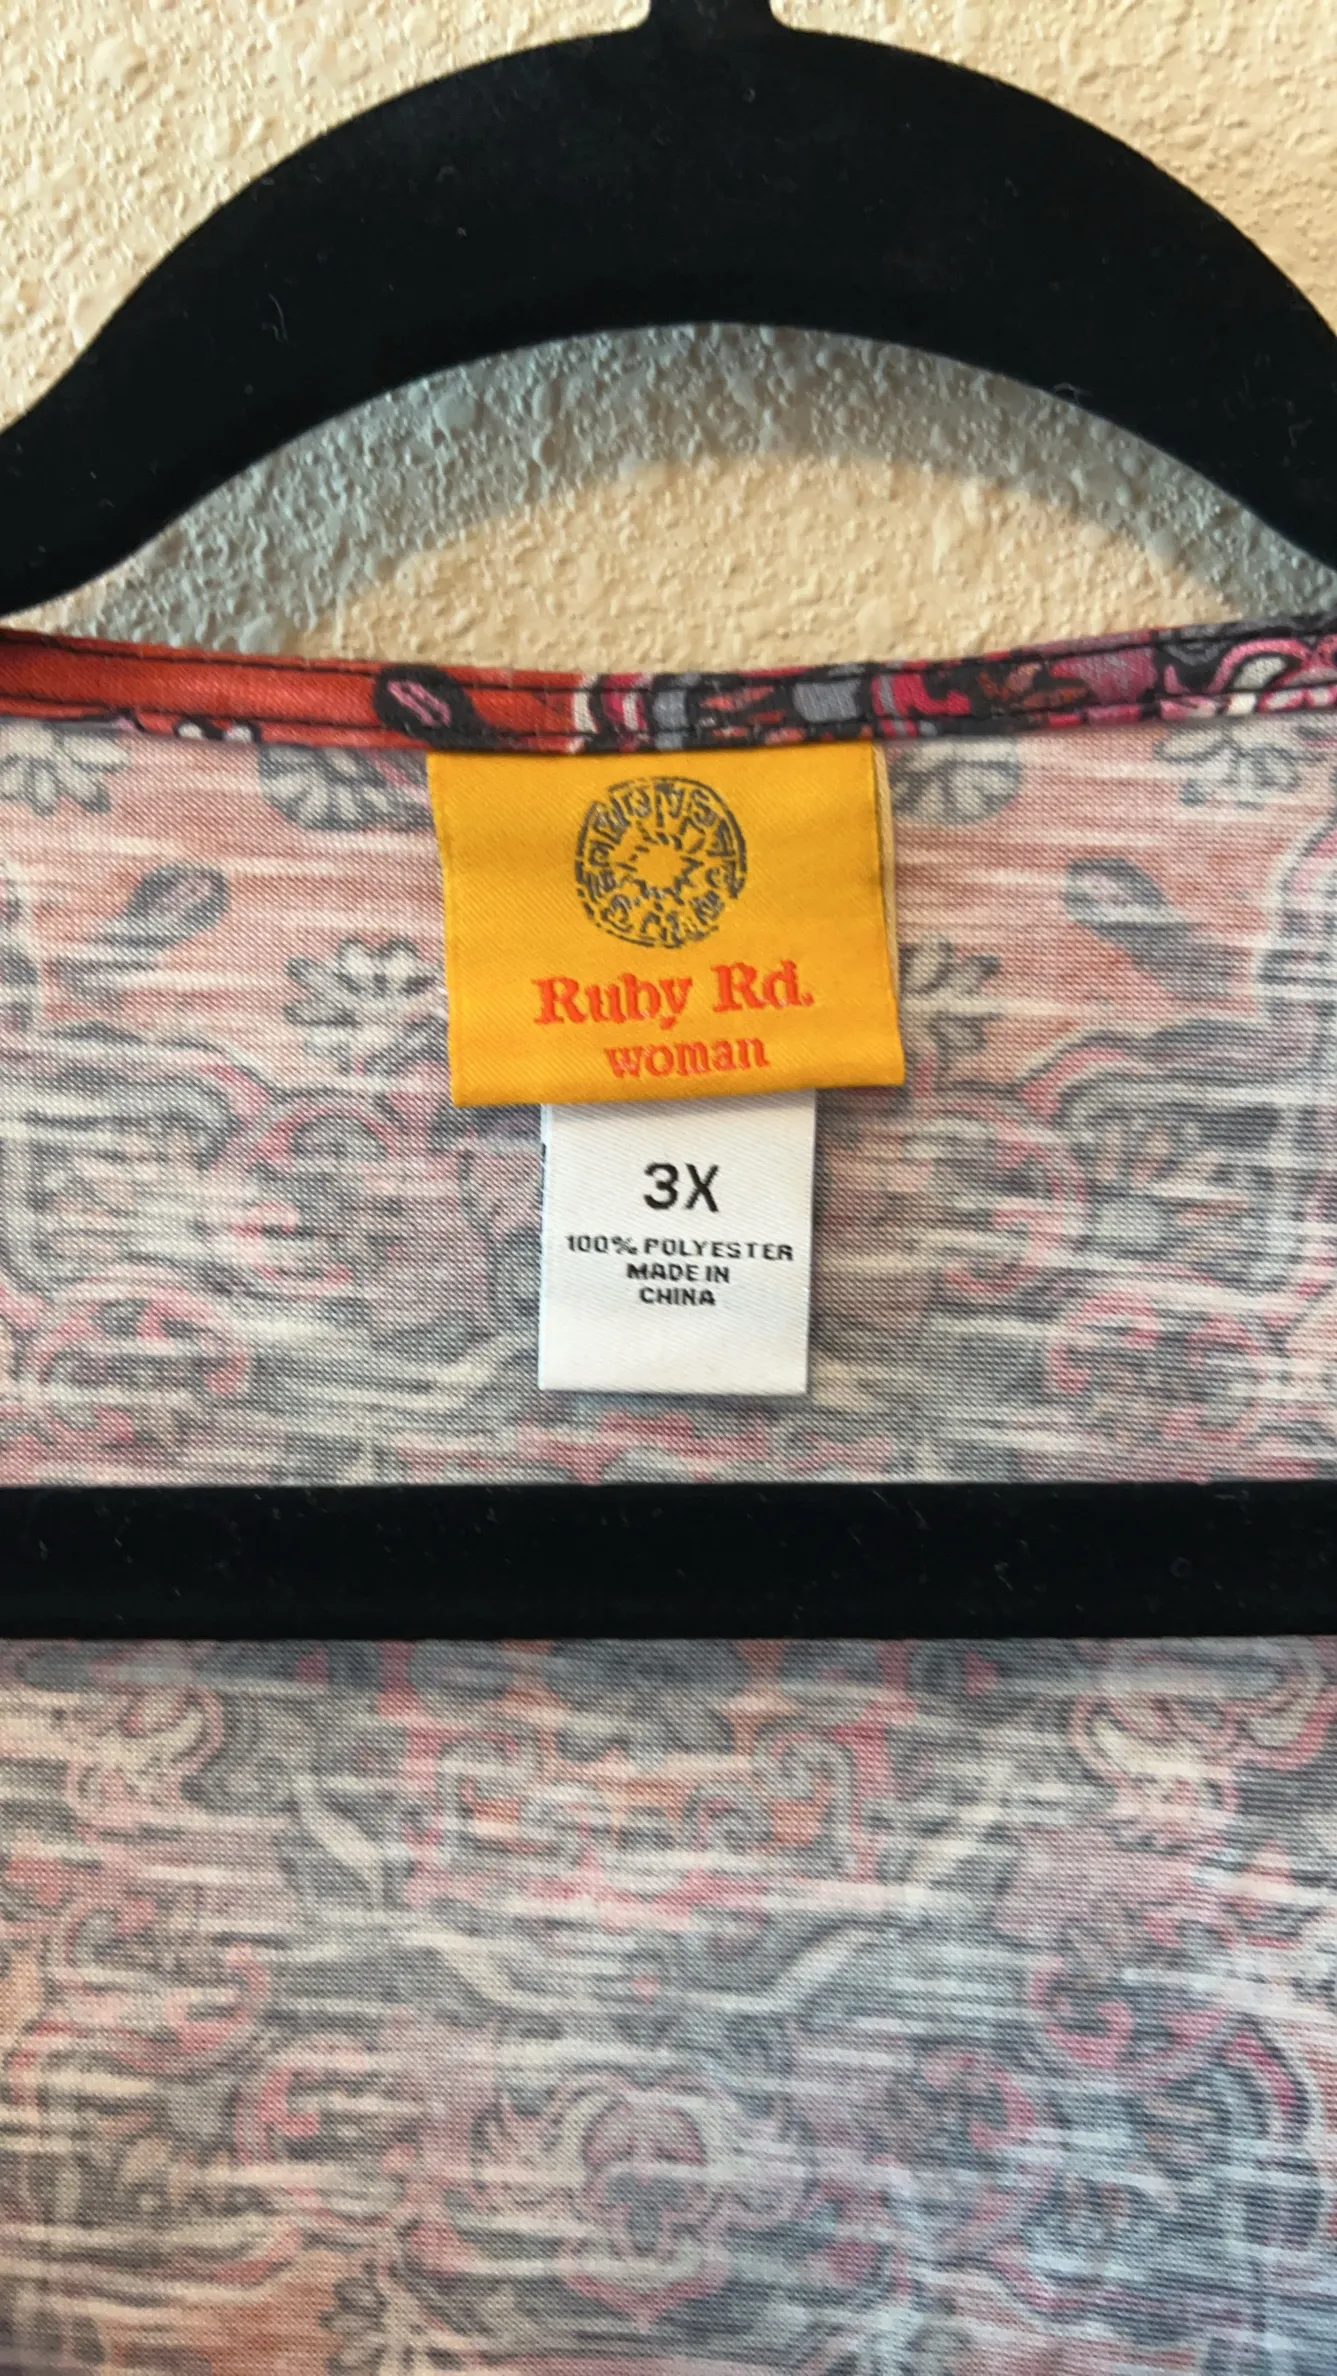 Ruby Rd.
woman
3X
100% POLYESTER
MADE IN
CHINA